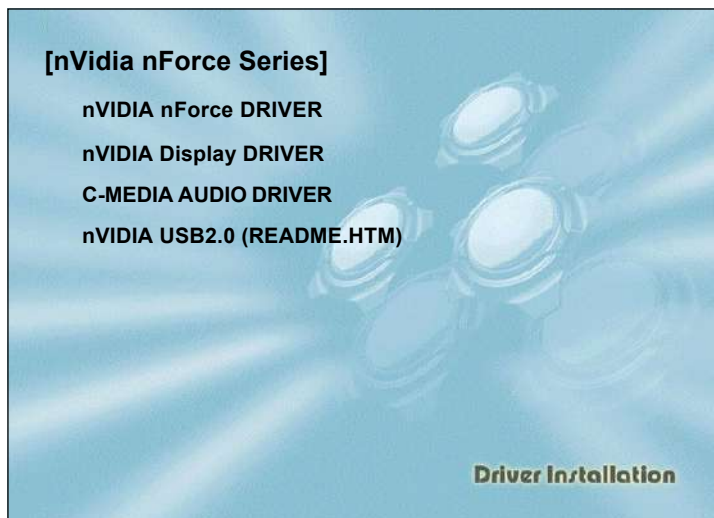 [nVidia nForce Series]
nVIDIA nForce DRIVER
nVIDIA Display DRIVER
C-MEDIA AUDIO DRIVER
nVIDIA USB2.0 (README.HTM)
Driver Installation